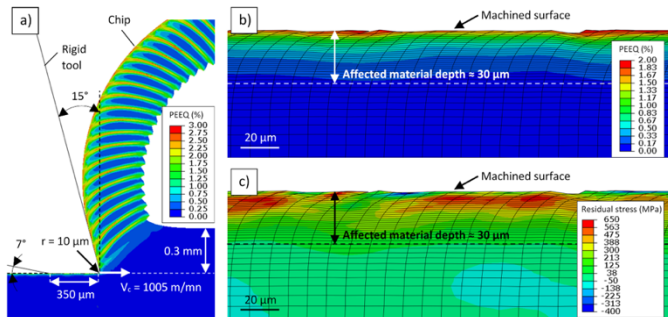 a)
Chip
Rigid
tool
15°
PEEQ (%)
3.00
2.75
2.50
2.25
2.00
1.75
1.50
1.25
1.00
0.75
0.50
0.25
0.00
r = 10 µm
7°
0.3 mm
350 µm
Vc = 1005 m/mn
b)
Machined surface
Affected material depth ≈ 30 µm
20 µm
PEEQ (%)
2.00
1.83
1.67
1.50
1.33
1.17
1.00
0.83
0.67
0.50
0.33
0.17
0.00
c)
Machined surface
Affected material depth ≈ 30 µm
20 µm
Residual stress (MPa)
650
563
475
388
300
213
125
38
-50
-138
-225
-313
-400